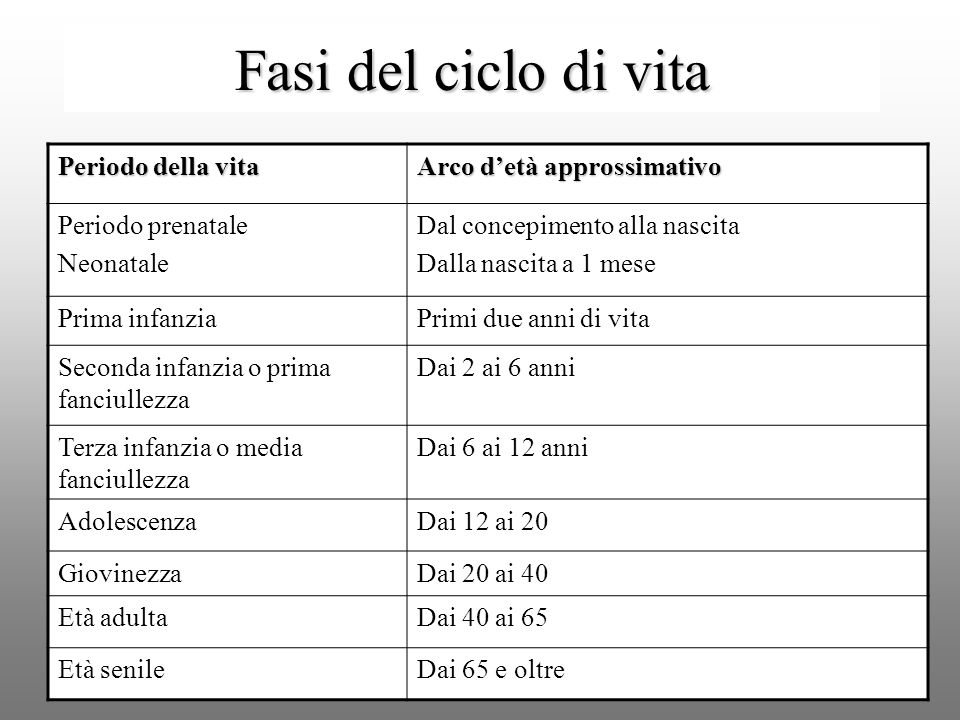 Fasi del ciclo di vita
Periodo della vita
Arco d’età approssimativo
Periodo prenatale
Neonatale
Dal concepimento alla nascita
Dalla nascita a 1 mese
Prima infanzia
Primi due anni di vita
Seconda infanzia o prima
fanciullezza
Dai 2 ai 6 anni
Terza infanzia o media
fanciullezza
Dai 6 ai 12 anni
Adolescenza
Dai 12 ai 20
Giovinezza
Dai 20 ai 40
Età adulta
Dai 40 ai 65
Età senile
Dai 65 e oltre